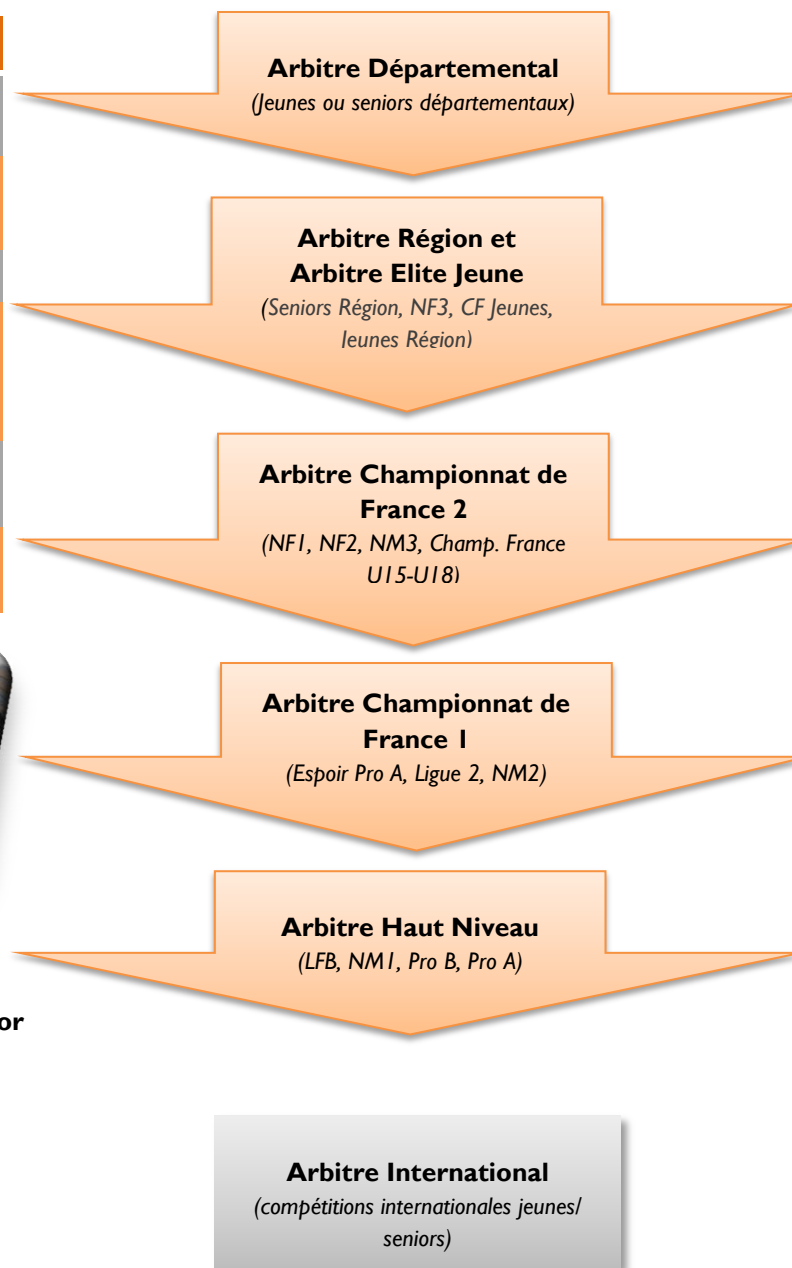 Arbitre Départemental
(Jeunes ou seniors départementaux)
Arbitre Région et
Arbitre Elite Jeune
(Seniors Région, NF3, CF Jeunes,
Jeunes Région)
Arbitre Championnat de
France 2
(NF1, NF2, NM3, Champ. France
U15-U18)
Arbitre Championnat de
France 1
(Espoir Pro A, Ligue 2, NM2)
Arbitre Haut Niveau
(LFB, NM1, Pro B, Pro A)
or
Arbitre International
(compétitions internationales jeunes/
seniors)